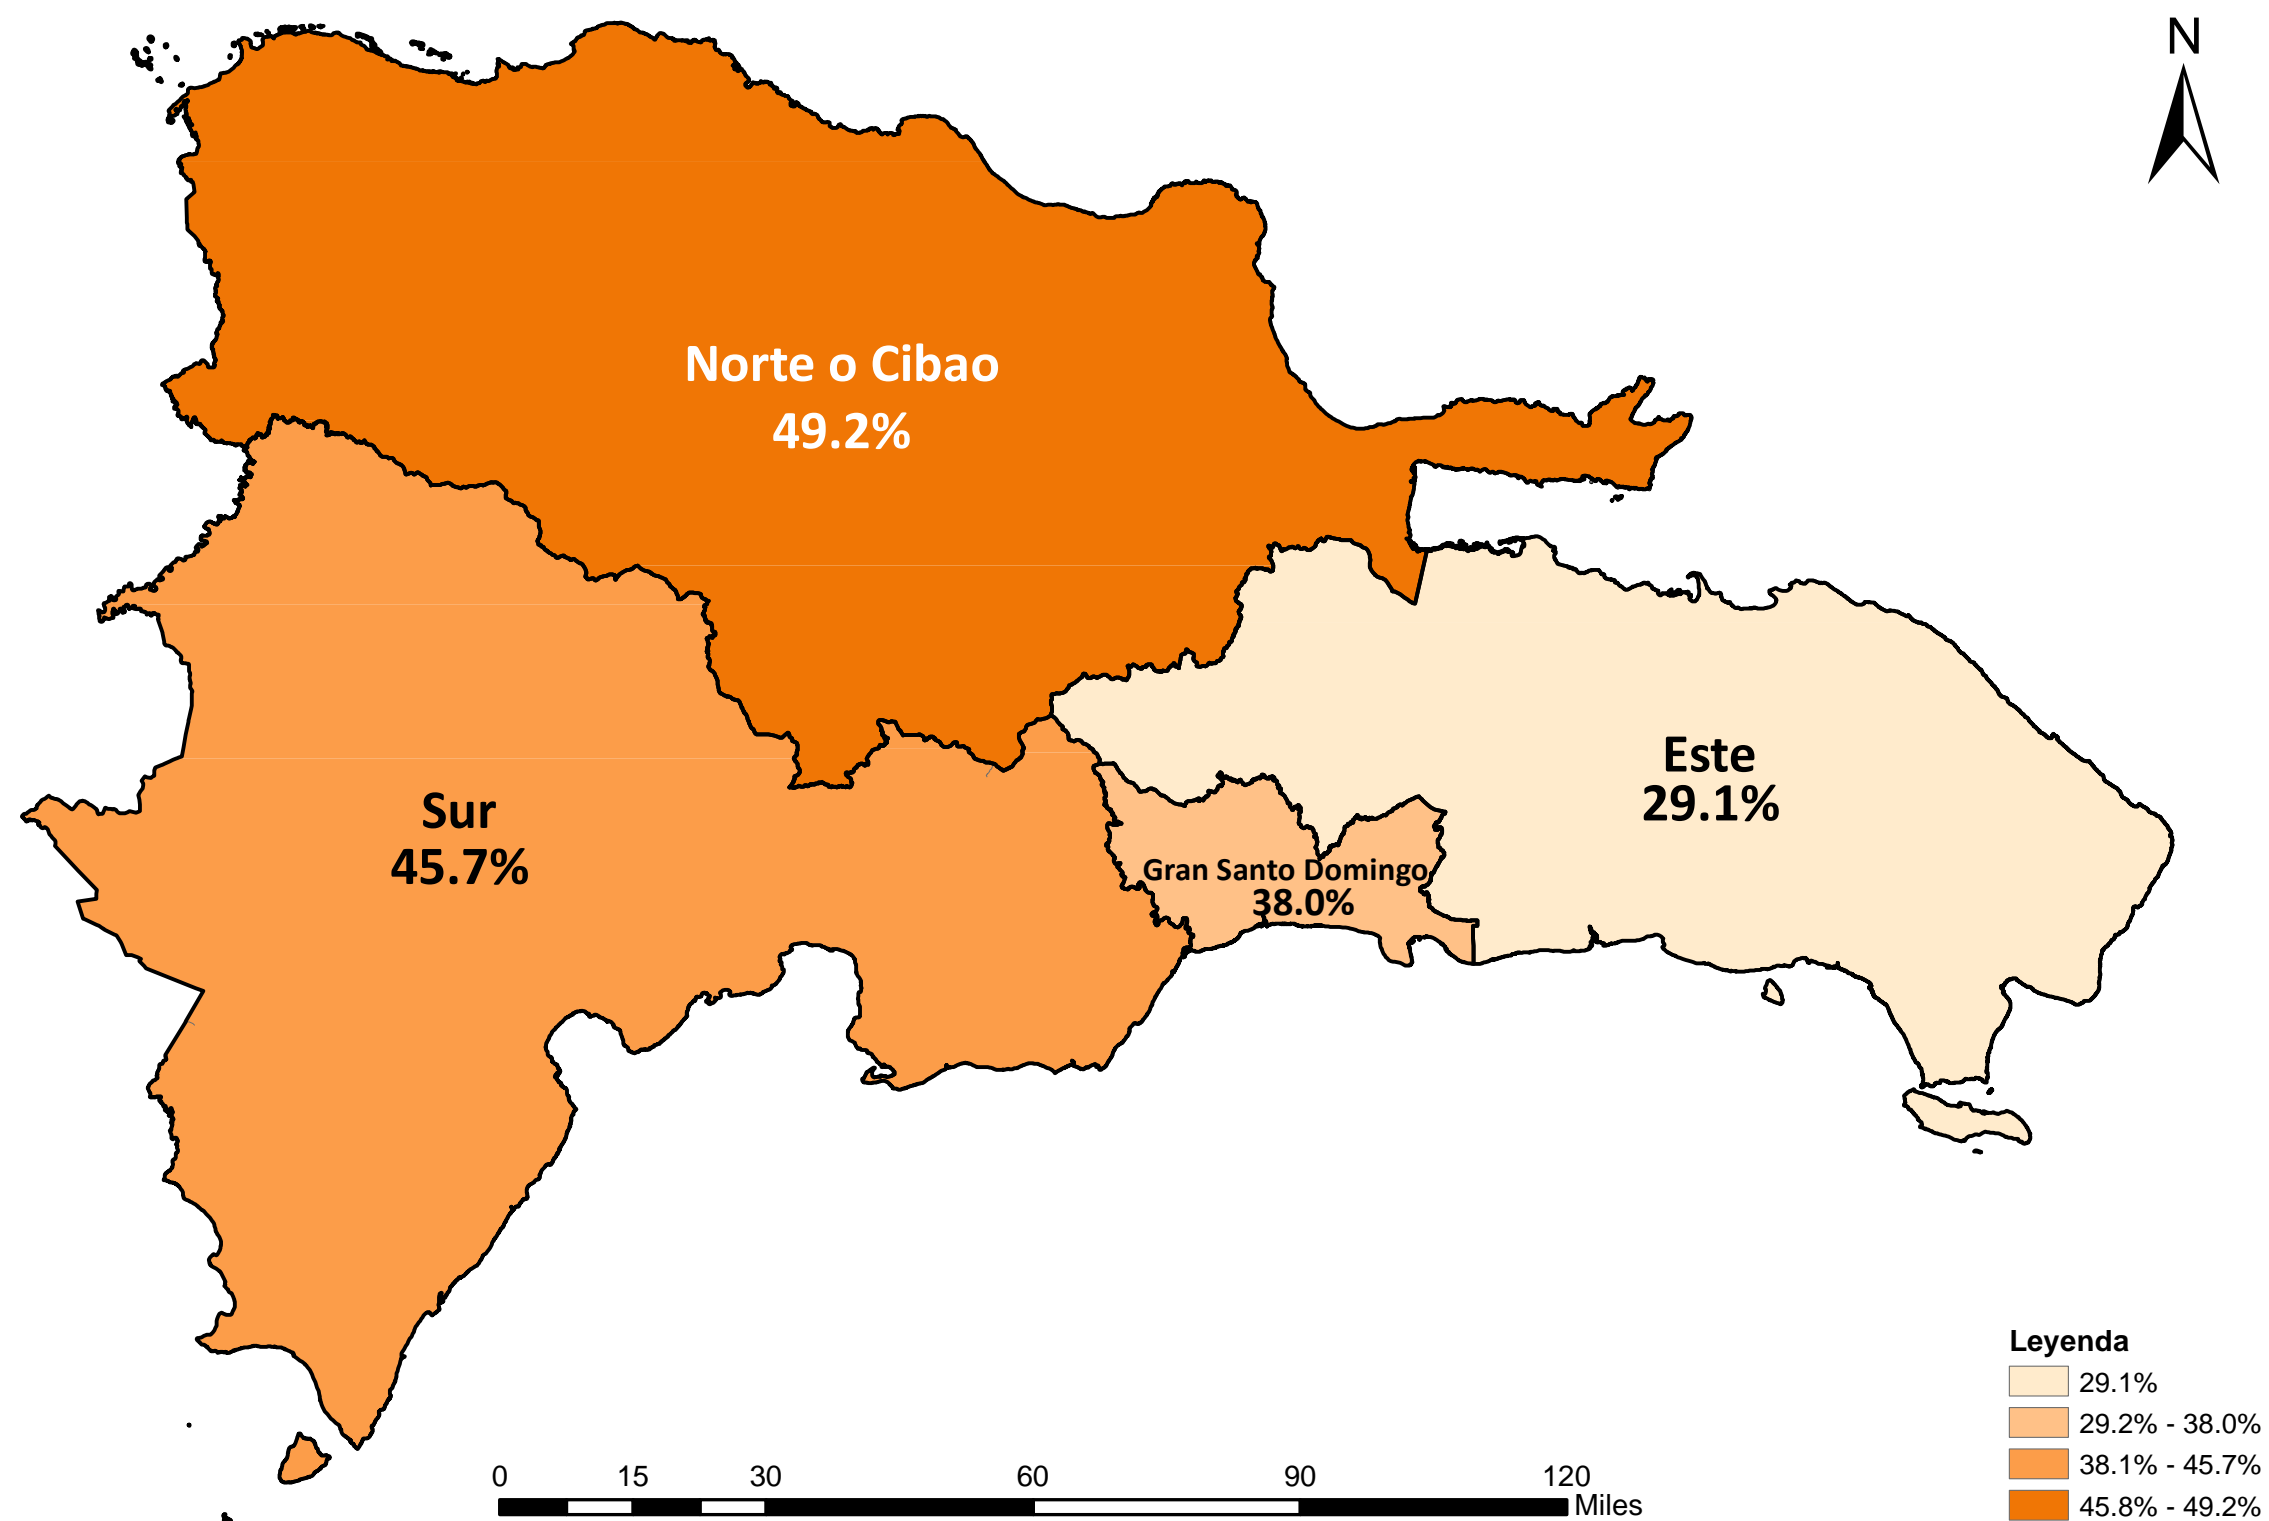 N
Norte o Cibao
49.2%
Este
29.1%
Sur
45.7%
Gran Santo Domingo
38.0%
Leyenda
29.1%
29.2% - 38.0%
38.1% - 45.7%
45.8% - 49.2%
0 15 30 60 90 120
Miles